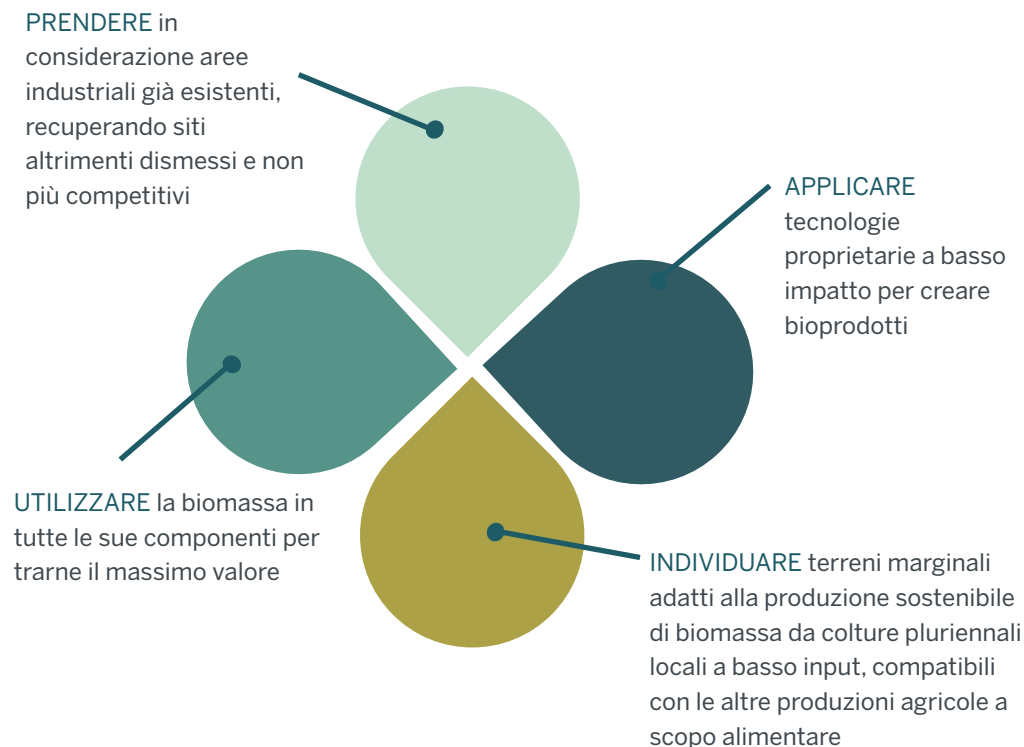 PRENDERE in
considerazione aree
industriali già esistenti,
recuperando siti
altrimenti dismessi e non
più competitivi
APPLICARE
tecnologie
proprietarie a basso
impatto per creare
bioprodotti
UTILIZZARE la biomassa in
tutte le sue componenti per
trarne il massimo valore
INDIVIDUARE terreni marginali
adatti alla produzione sostenibile
di biomassa da colture pluriennali
locali a basso input, compatibili
con le altre produzioni agricole a
scopo alimentare